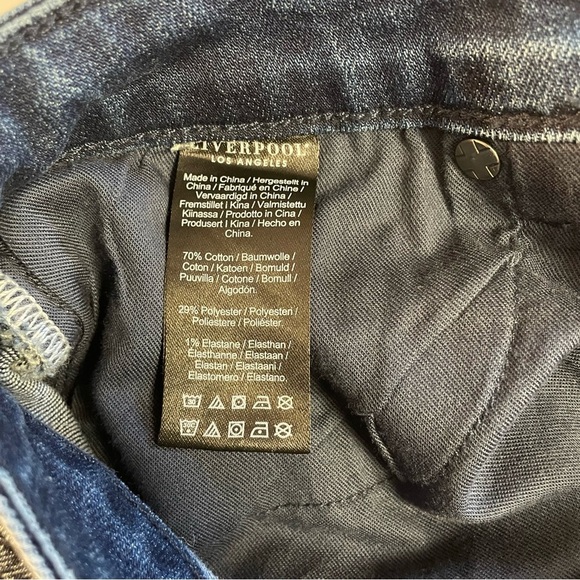 LIVERPOOL
LOS ANGELES
Made in China / Hergestellt in
China / Fabriqué en Chine /
Vervaardigd in China /
Fremstillet I Kina / Valmistettu
Kiinassa / Prodotto in Cina /
Produsert I Kina / Hecho en
China.
70% Cotton / Baumwolle /
Coton / Katoen / Bomuld /
Puuvilla / Cotone / Bomull /
Algodón.
29% Polyester / Polyesteri /
Poliestere / Poliéster.
1% Elastane / Elasthan /
Élasthanne / Elastaan /
Elastan / Elastaani /
Elastomero / Elastano.